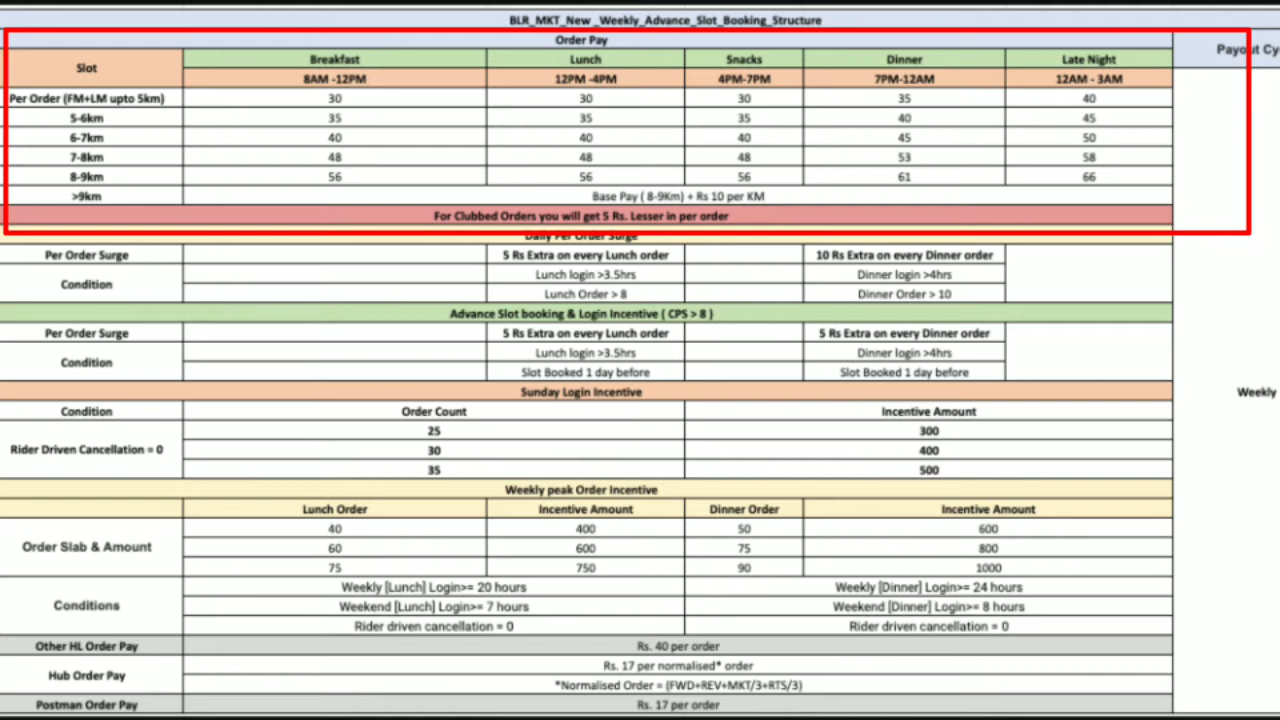 BLR_MKT_New _Weekly_Advance_Slot_Booking_Structure
Order Pay
Payout Cy
Slot Breakfast Lunch Snacks Dinner Late Night
8AM -12PM 12PM -4PM 4PM-7PM 7PM-12AM 12AM - 3AM
Per Order (FM+LM upto 5km) 30 30 30 35 40
5-6km 35 35 35 40 45
6-7km 40 40 40 45 50
7-8km 48 48 48 53 58
8-9km 56 56 56 61 66
>9km Base Pay ( 8-9Km) + Rs 10 per KM
For Clubbed Orders you will get 5 Rs. Lesser in per order
Daily Per Order Surge
Per Order Surge 5 Rs Extra on every Lunch order 10 Rs Extra on every Dinner order
Condition Lunch login >3.5hrs Dinner login >4hrs
Lunch Order > 8 Dinner Order > 10
Advance Slot booking & Login Incentive ( CPS > 8 )
Per Order Surge 5 Rs Extra on every Lunch order 5 Rs Extra on every Dinner order
Condition Lunch login >3.5hrs Dinner login >4hrs
Slot Booked 1 day before Slot Booked 1 day before
Sunday Login Incentive
Weekly
Condition Order Count Incentive Amount
25 300
Rider Driven Cancellation = 0 30 400
35 500
Weekly peak Order Incentive
Lunch Order Incentive Amount Dinner Order Incentive Amount
40 400 50 600
Order Slab & Amount 60 600 75 800
75 750 90 1000
Weekly [Lunch] Login>= 20 hours Weekly [Dinner] Login>= 24 hours
Conditions Weekend [Lunch] Login>= 7 hours Weekend [Dinner] Login>= 8 hours
Rider driven cancellation = 0 Rider driven cancellation = 0
Other HL Order Pay Rs. 40 per order
Hub Order Pay Rs. 17 per normalised* order
*Normalised Order = (FWD+REV+MKT/3+RTS/3)
Postman Order Pay Rs. 17 per order